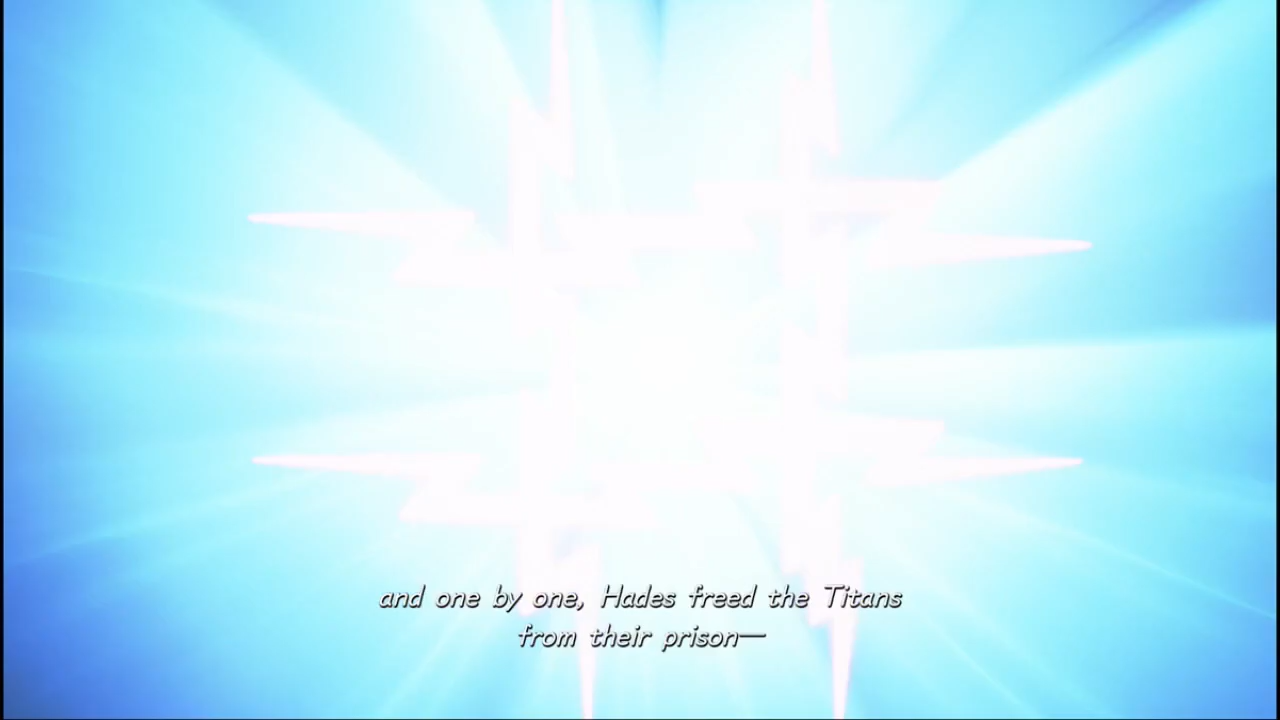 and one by one, Hades freed the Titans
from their prison—